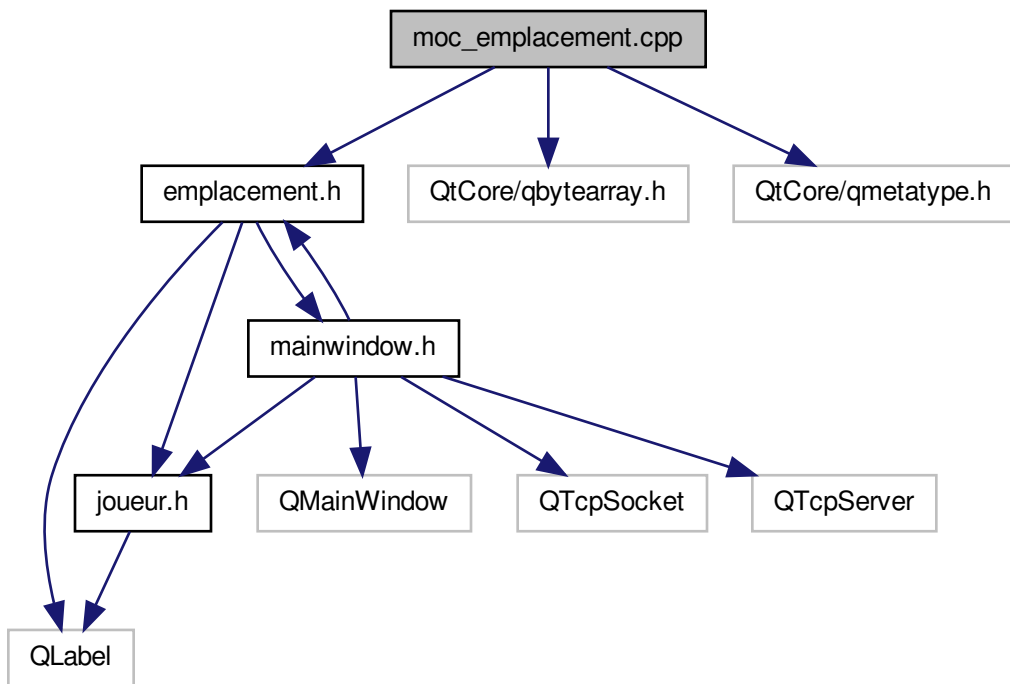 moc_emplacement.cpp
emplacement.h
QtCore/qbytearray.h
QtCore/qmetatype.h
mainwindow.h
joueur.h
QMainWindow
QTcpSocket
QTcpServer
QLabel